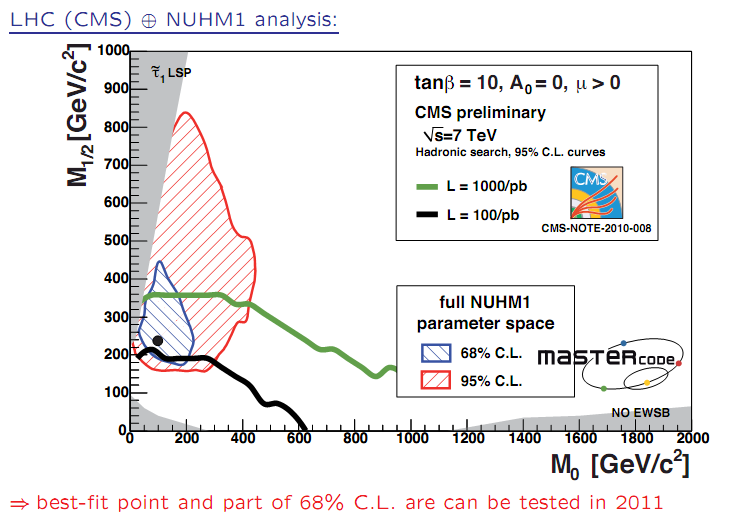 LHC (CMS) ⊕ NUHM1 analysis:
M1/2 [GeV/c²]
1000
900
800
700
600
500
400
300
200
100
0
τ̃1 LSP
tanβ = 10, A0 = 0, μ > 0
CMS preliminary
√s=7 TeV
Hadronic search, 95% C.L. curves
L = 1000/pb
L = 100/pb
CMS
CMS-NOTE-2010-008
full NUHM1
parameter space
68% C.L.
95% C.L.
MASTERCODE
NO EWSB
0 200 400 600 800 1000 1200 1400 1600 1800 2000
M0 [GeV/c²]
⇒ best-fit point and part of 68% C.L. are can be tested in 2011